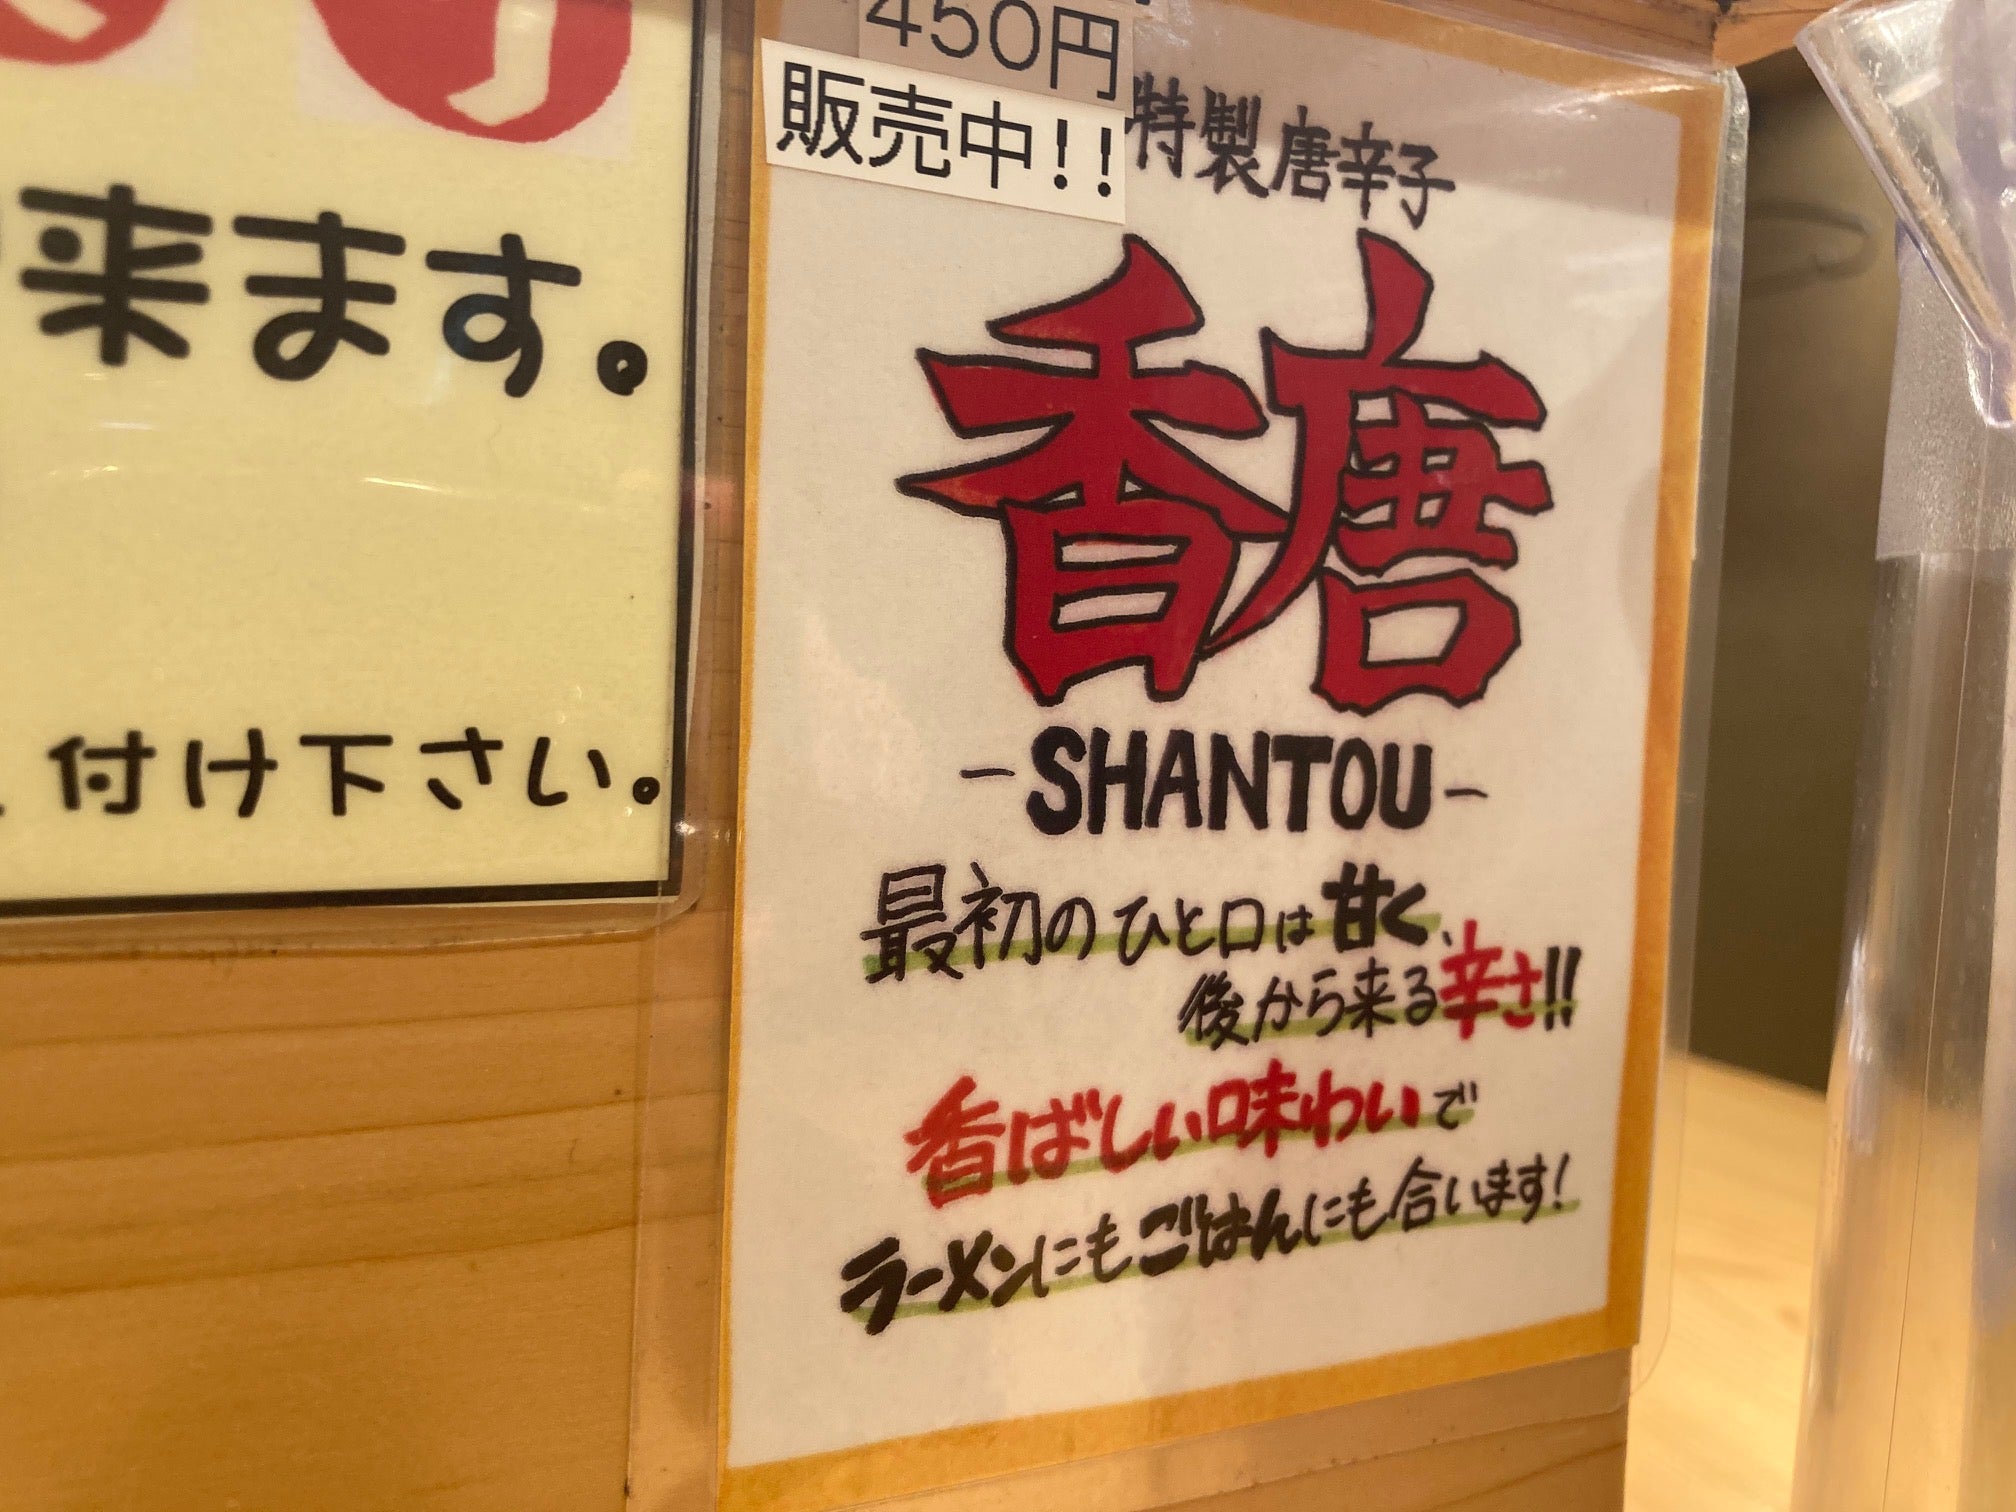 来ます。
付け下さい。
450円
販売中!!
特製唐辛子
香唐
-SHANTOU-
最初のひと口は甘く、
後から来る辛さ!!
香ばしい味わいで
ラーメンにもごはんにも合います!